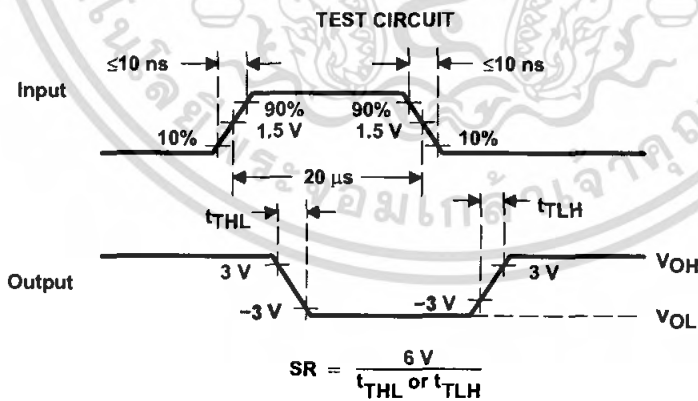 TEST CIRCUIT
≤10 ns ≤10 ns
Input
90% 90%
1.5 V 1.5 V
10% 10%
20 μs
tTHL tTLH
Output
3 V 3 V VOH
−3 V −3 V VOL
SR = 6 V / tTHL or tTLH